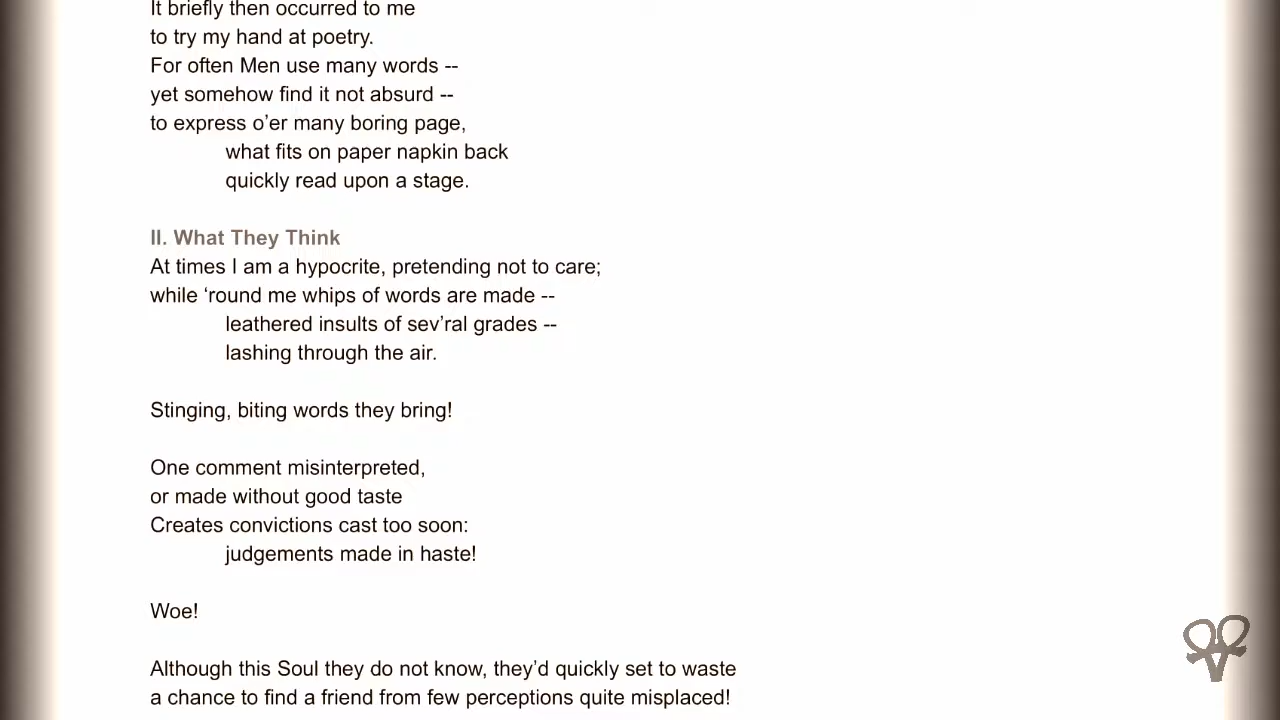 It briefly then occurred to me
to try my hand at poetry.
For often Men use many words --
yet somehow find it not absurd --
to express o’er many boring page,
what fits on paper napkin back
quickly read upon a stage.
II. What They Think
At times I am a hypocrite, pretending not to care;
while ‘round me whips of words are made --
leathered insults of sev’ral grades --
lashing through the air.
Stinging, biting words they bring!
One comment misinterpreted,
or made without good taste
Creates convictions cast too soon:
judgements made in haste!
Woe!
Although this Soul they do not know, they’d quickly set to waste
a chance to find a friend from few perceptions quite misplaced!